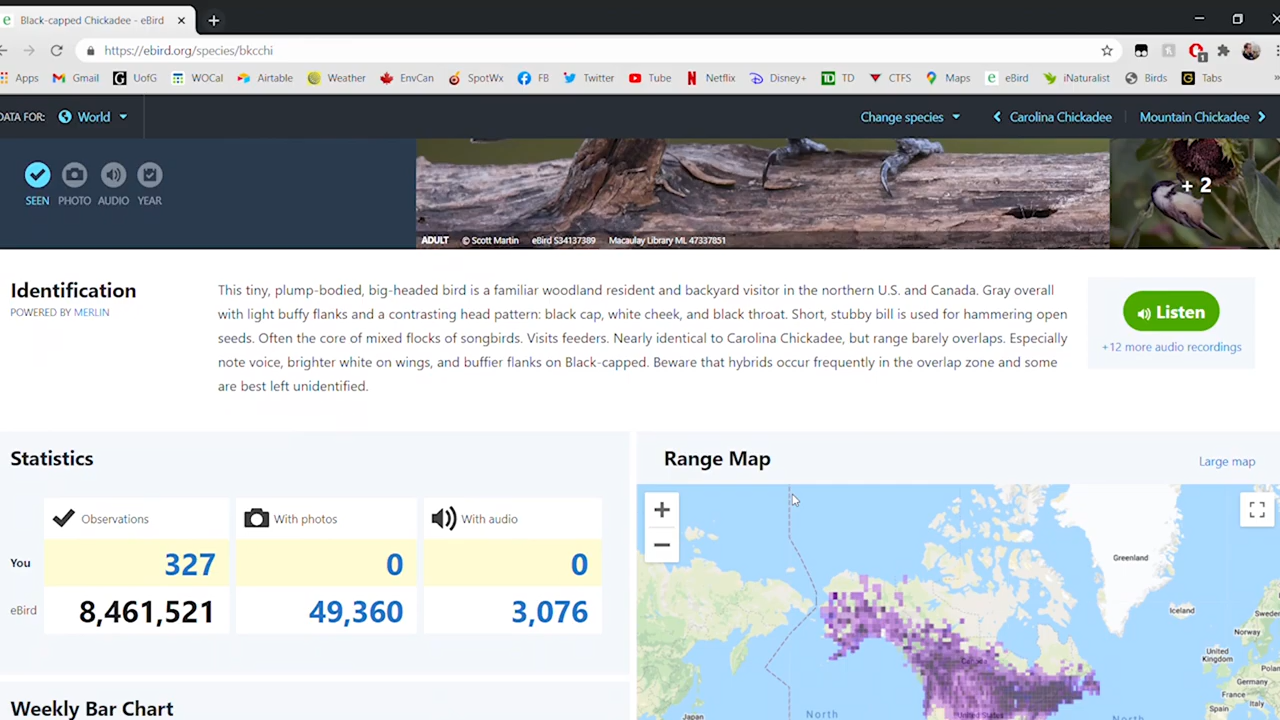 Black-capped Chickadee - eBird
https://ebird.org/species/bkcchi
Apps Gmail UofG WOCal Airtable Weather EnvCan SpotWx FB Twitter Tube Netflix Disney+ TD CTFS Maps eBird iNaturalist Birds Tabs
DATA FOR: World Change species Carolina Chickadee Mountain Chickadee
SEEN PHOTO AUDIO YEAR
+ 2
ADULT © Scott Martin eBird S34137389 Macaulay Library ML 47337851
Identification
POWERED BY MERLIN
This tiny, plump-bodied, big-headed bird is a familiar woodland resident and backyard visitor in the northern U.S. and Canada. Gray overall
with light buffy flanks and a contrasting head pattern: black cap, white cheek, and black throat. Short, stubby bill is used for hammering open
seeds. Often the core of mixed flocks of songbirds. Visits feeders. Nearly identical to Carolina Chickadee, but range barely overlaps. Especially
note voice, brighter white on wings, and buffier flanks on Black-capped. Beware that hybrids occur frequently in the overlap zone and some
are best left unidentified.
Listen
+12 more audio recordings
Statistics
Observations With photos With audio
You 327 0 0
eBird 8,461,521 49,360 3,076
Weekly Bar Chart
Range Map
Large map
Greenland
Iceland
Sweden
Norway
United
Kingdom
Germany
Poland
France
Spain
Italy
Canada
United States
Japan
North
North